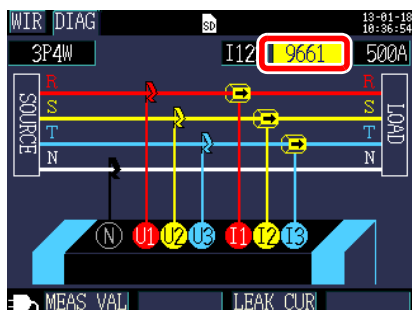 WIR DIAG SD 13-01-18
10:36:54
3P4W I12 9661 500A
R R
S S
T T
N N
SOURCE LOAD
N U1 U2 U3 I1 I2 I3
MEAS VAL LEAK CUR